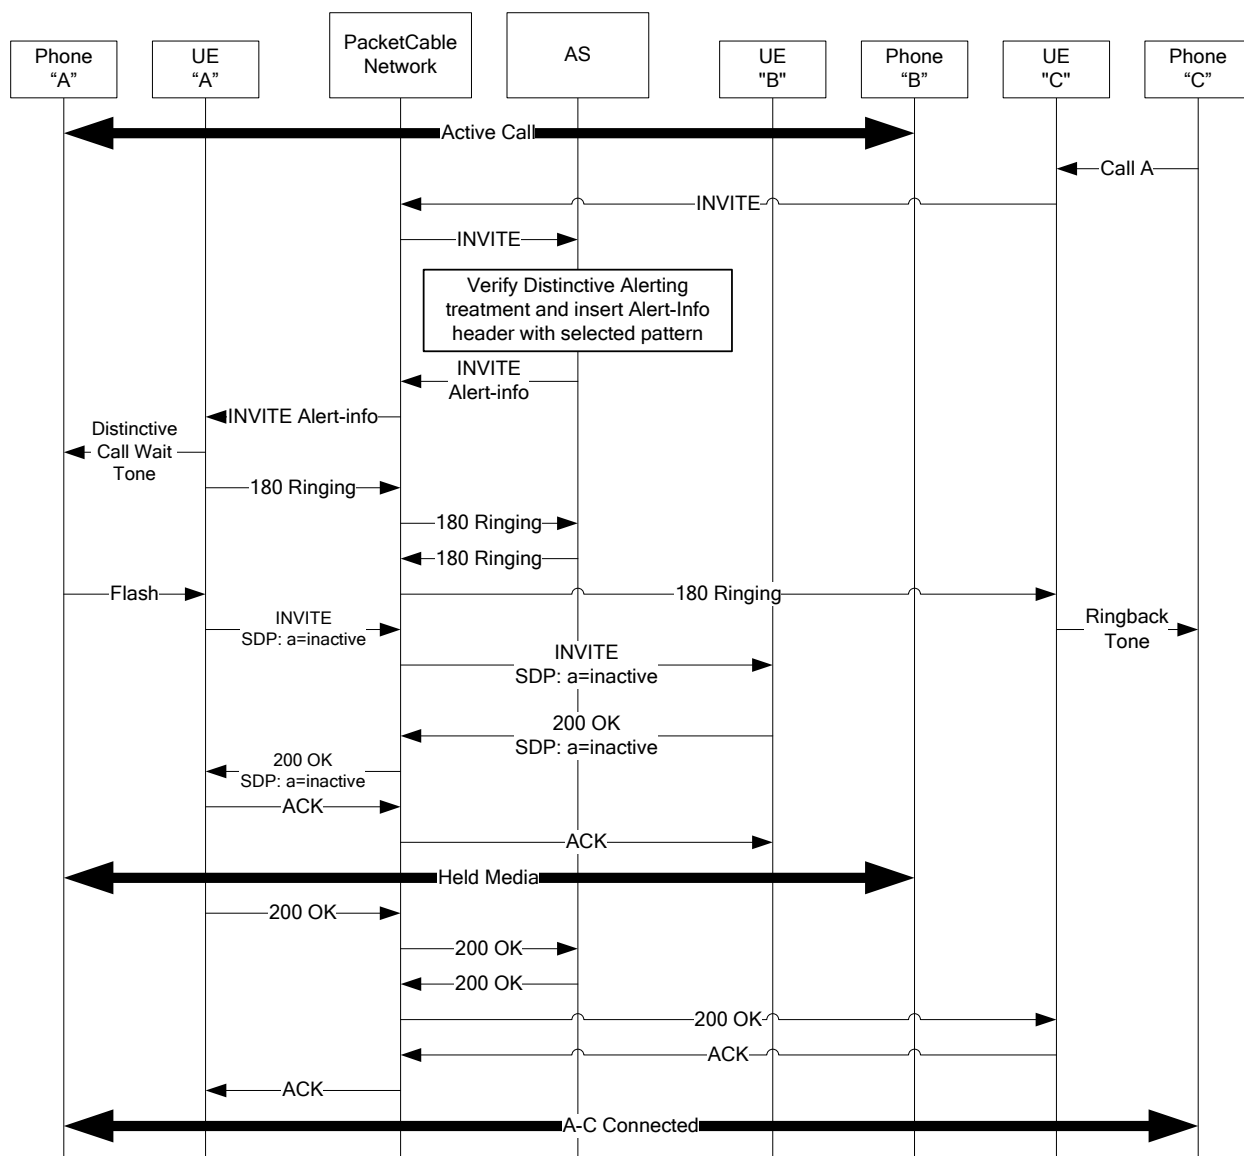 Phone
“A”
UE
“A”
PacketCable
Network
AS
UE
"B"
Phone
“B”
UE
"C"
Phone
“C”
Active Call
Call A
INVITE
INVITE
Verify Distinctive Alerting
treatment and insert Alert-Info
header with selected pattern
INVITE
Alert-info
INVITE Alert-info
Distinctive
Call Wait
Tone
180 Ringing
180 Ringing
180 Ringing
Flash
180 Ringing
INVITE
SDP: a=inactive
Ringback
Tone
INVITE
SDP: a=inactive
200 OK
SDP: a=inactive
200 OK
SDP: a=inactive
ACK
ACK
Held Media
200 OK
200 OK
200 OK
200 OK
ACK
ACK
A-C Connected